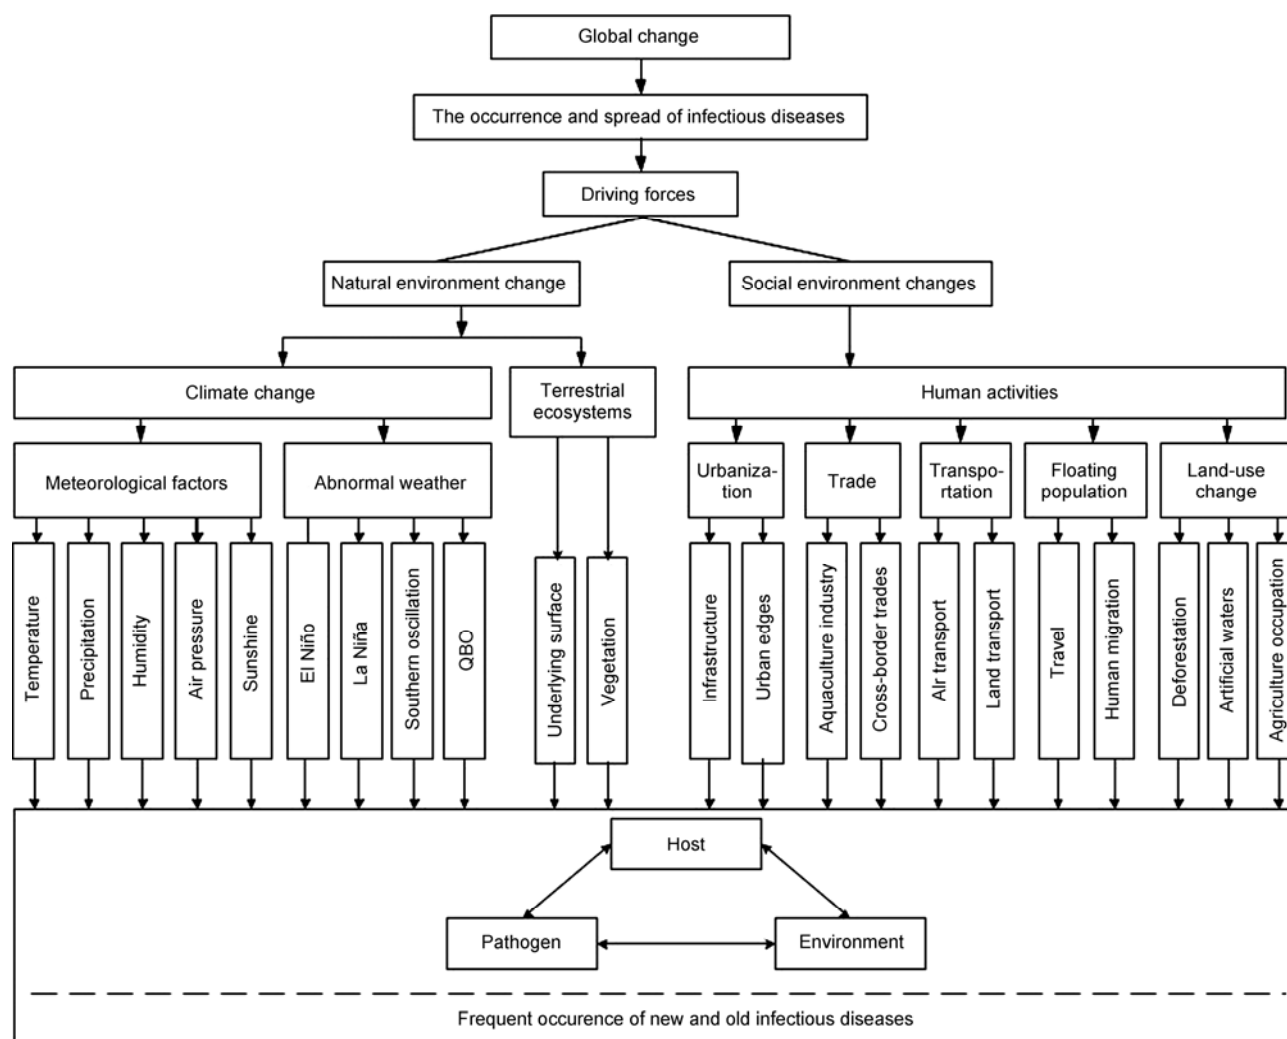 Global change
The occurrence and spread of infectious diseases
Driving forces
Natural environment change
Social environment changes
Climate change
Terrestrial
ecosystems
Human activities
Meteorological factors
Abnormal weather
Urbaniza-
tion
Trade
Transpo-
rtation
Floating
population
Land-use
change
Temperature
Precipitation
Humidity
Air pressure
Sunshine
El Niño
La Niña
Southern oscillation
QBO
Underlying surface
Vegetation
Infrastructure
Urban edges
Aquaculture industry
Cross-border trades
Air transport
Land transport
Travel
Human migration
Deforestation
Artificial waters
Agriculture occupation
Host
Pathogen
Environment
Frequent occurence of new and old infectious diseases